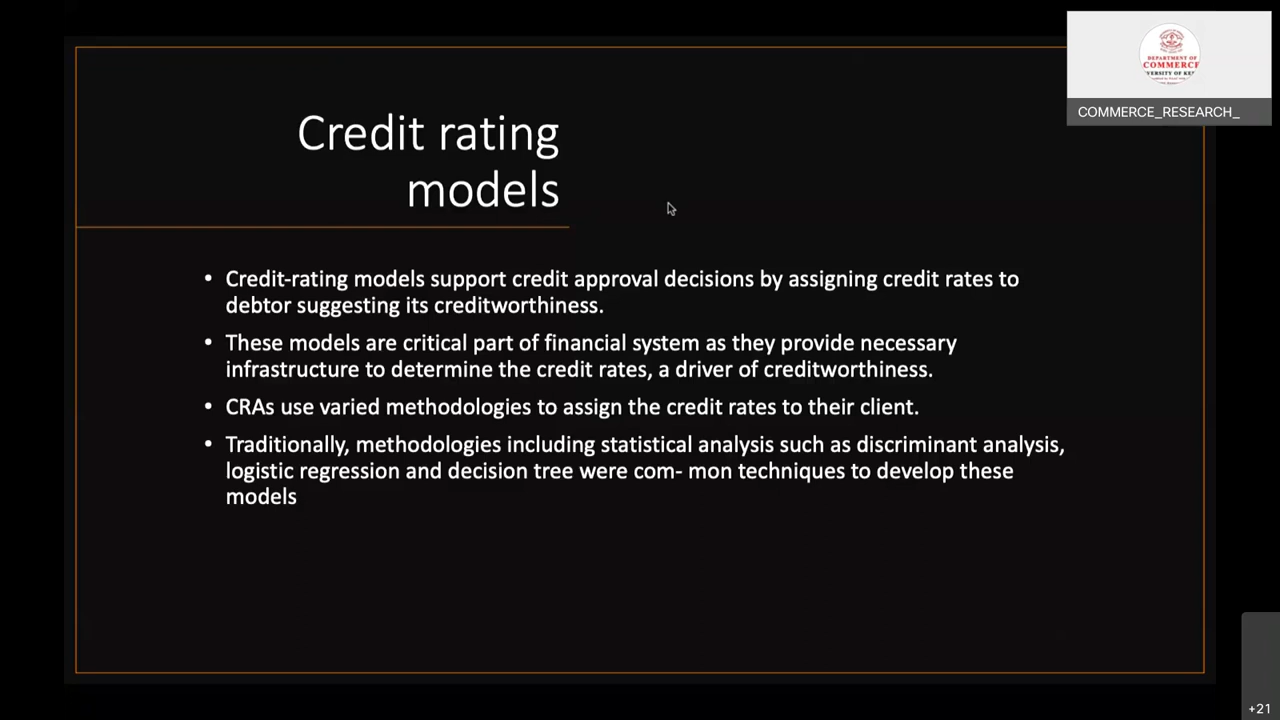 DEPARTMENT OF
COMMERCE
COMMERCE_RESEARCH_
Credit rating
models
• Credit-rating models support credit approval decisions by assigning credit rates to
debtor suggesting its creditworthiness.
• These models are critical part of financial system as they provide necessary
infrastructure to determine the credit rates, a driver of creditworthiness.
• CRAs use varied methodologies to assign the credit rates to their client.
• Traditionally, methodologies including statistical analysis such as discriminant analysis,
logistic regression and decision tree were com- mon techniques to develop these
models
+21